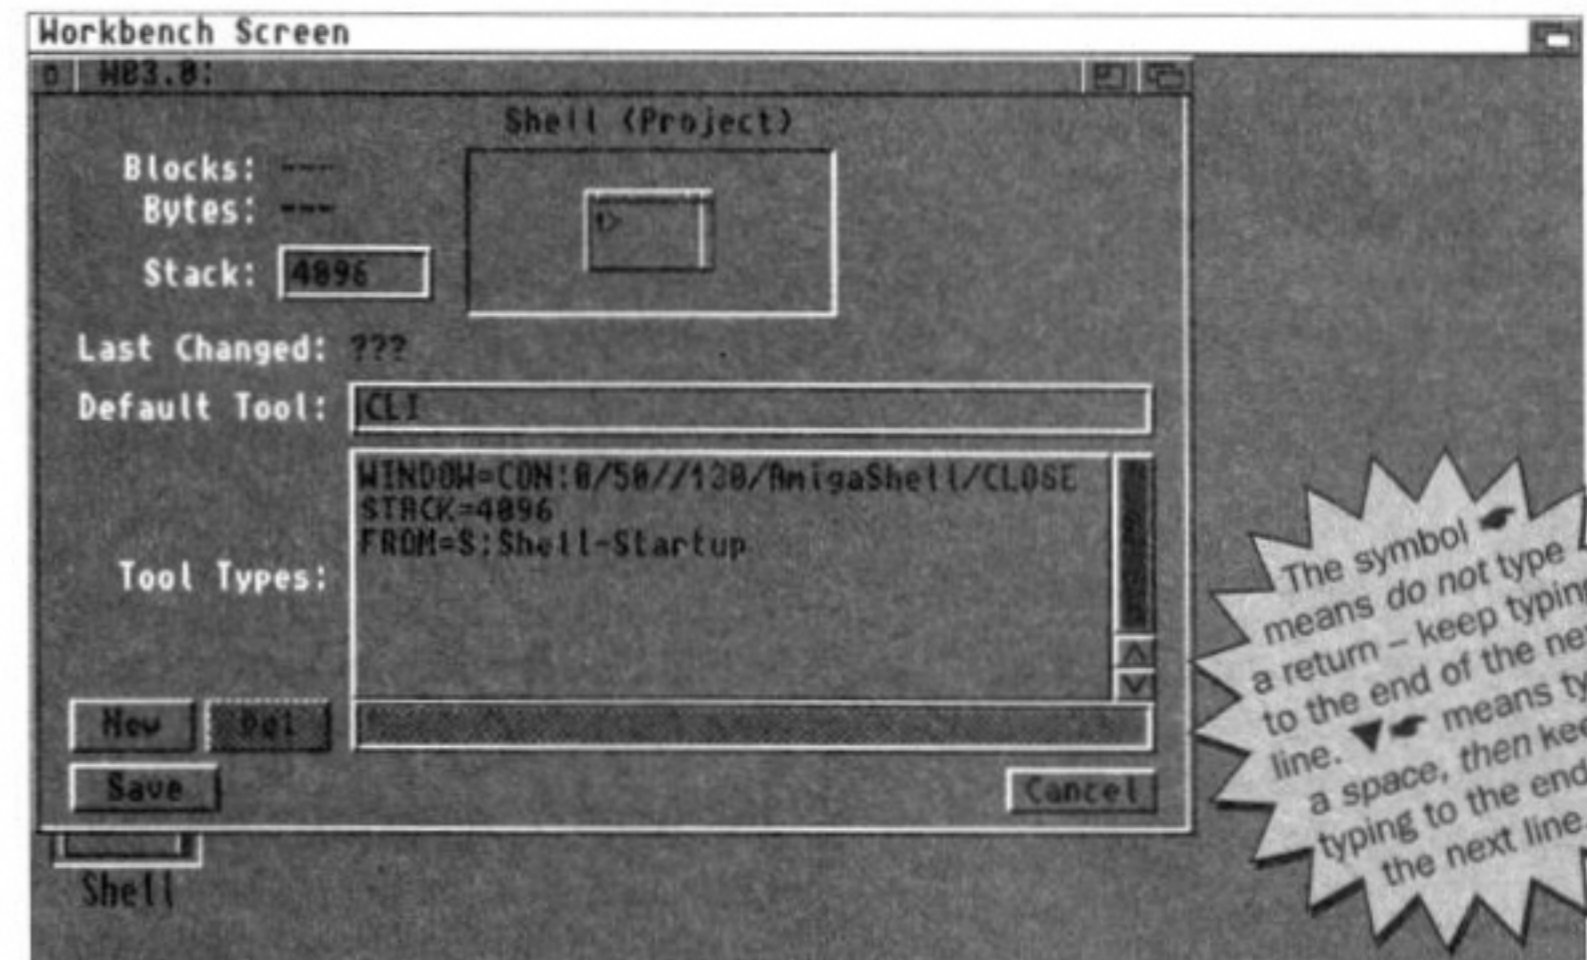 Workbench Screen
WB3.0:
Shell (Project)
Blocks: ----
Bytes: ---
Stack: 4096
Last Changed: ???
Default Tool: CLI
WINDOW=CON:0/50//130/AmigaShell/CLOSE
STACK=4096
FROM=S:Shell-Startup
Tool Types:
New Del
Save Cancel
Shell
1>
The symbol ☛
means do not type
a return – keep typing
to the end of the
line. ▼☛ means
a space, then
typing to the end
the next line